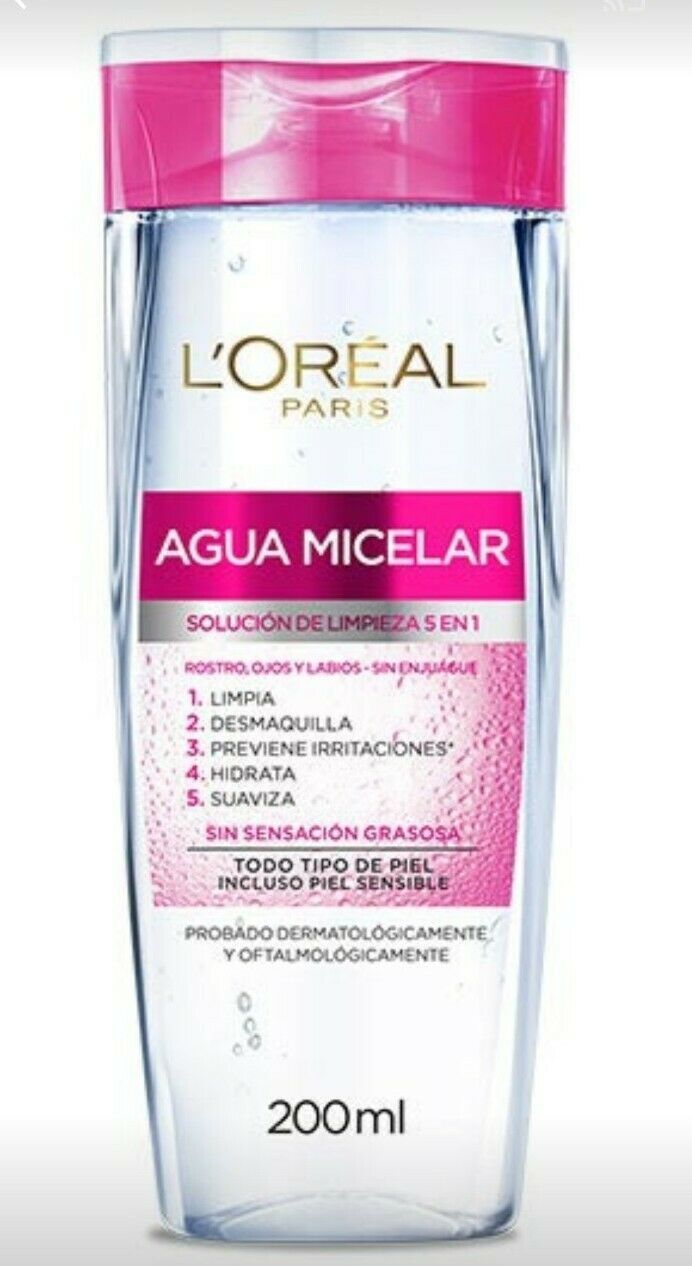 L'ORÉAL
PARiS
AGUA MICELAR
SOLUCIÓN DE LIMPIEZA 5 EN 1
ROSTRO, OJOS Y LABIOS - SIN ENJUAGUE
1. LIMPIA
2. DESMAQUILLA
3. PREVIENE IRRITACIONES*
4. HIDRATA
5. SUAVIZA
SIN SENSACIÓN GRASOSA
TODO TIPO DE PIEL
INCLUSO PIEL SENSIBLE
PROBADO DERMATOLÓGICAMENTE
Y OFTALMOLÓGICAMENTE
200ml